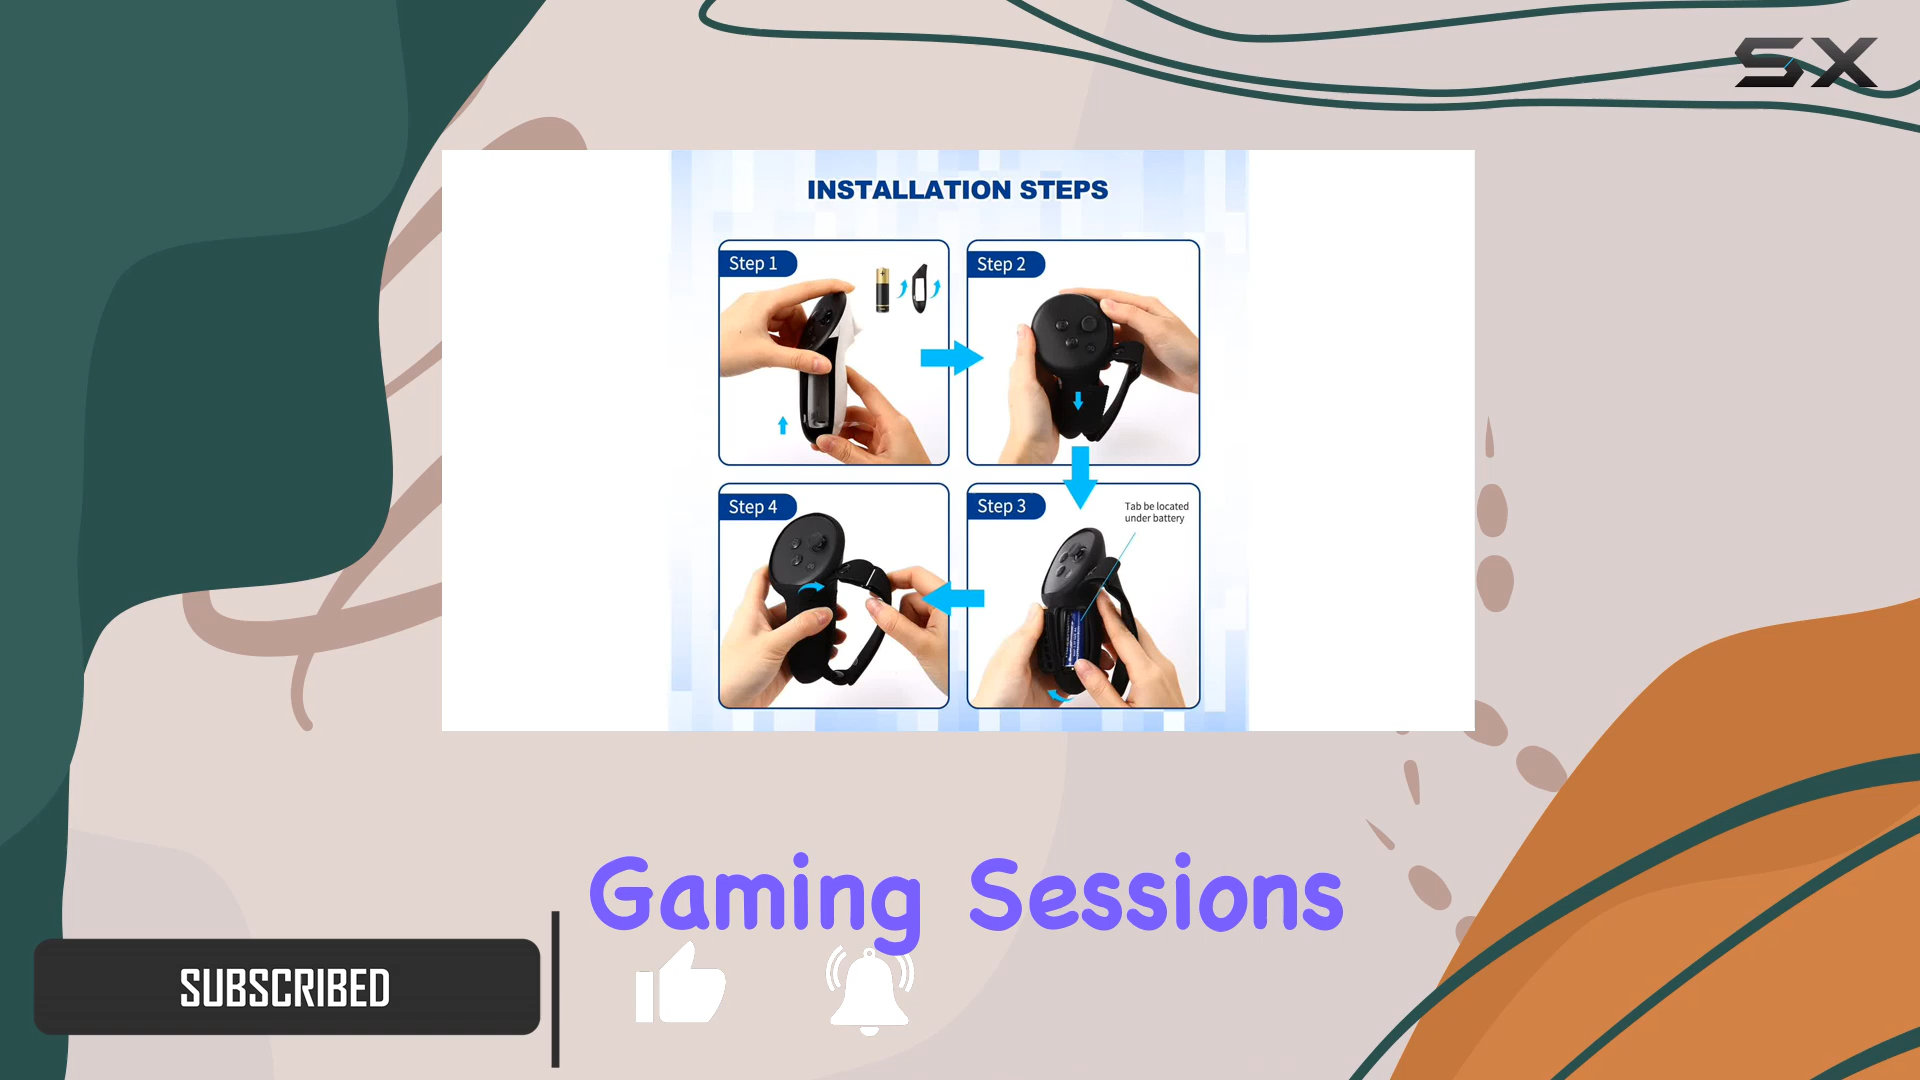 SX
INSTALLATION STEPS
Step 1
Step 2
Step 4
Step 3
Tab be located
under battery
Gaming Sessions
SUBSCRIBED